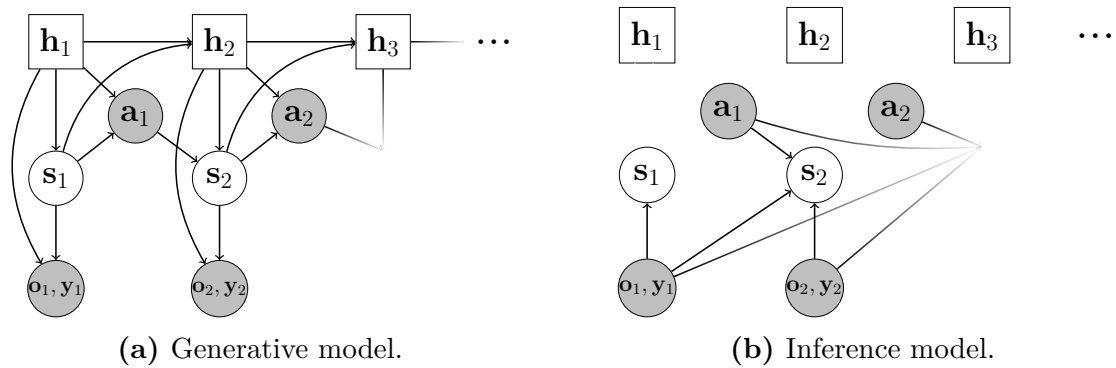 h₁ h₂ h₃ ...
a₁ a₂
s₁ s₂
o₁, y₁ o₂, y₂
(a) Generative model.
h₁ h₂ h₃ ...
a₁ a₂
s₁ s₂
o₁, y₁ o₂, y₂
(b) Inference model.